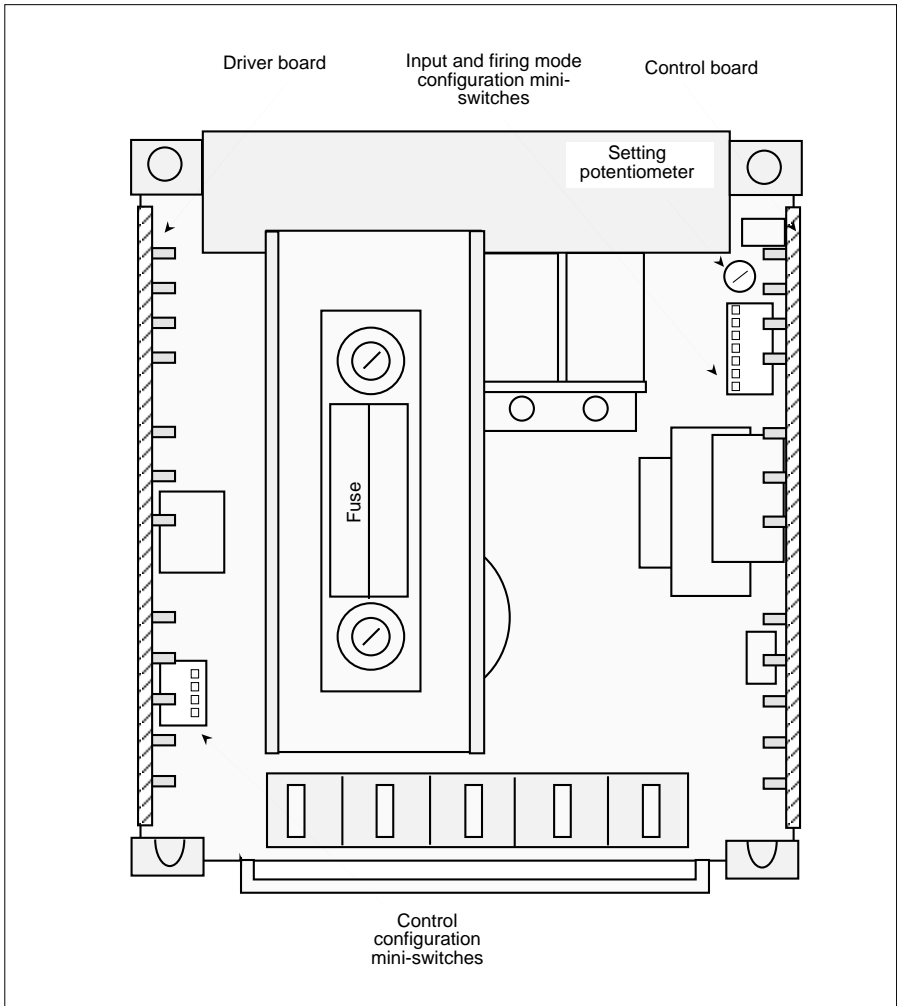 Driver board
Input and firing mode
configuration mini-
switches
Control board
Setting
potentiometer
Fuse
Control
configuration
mini-switches